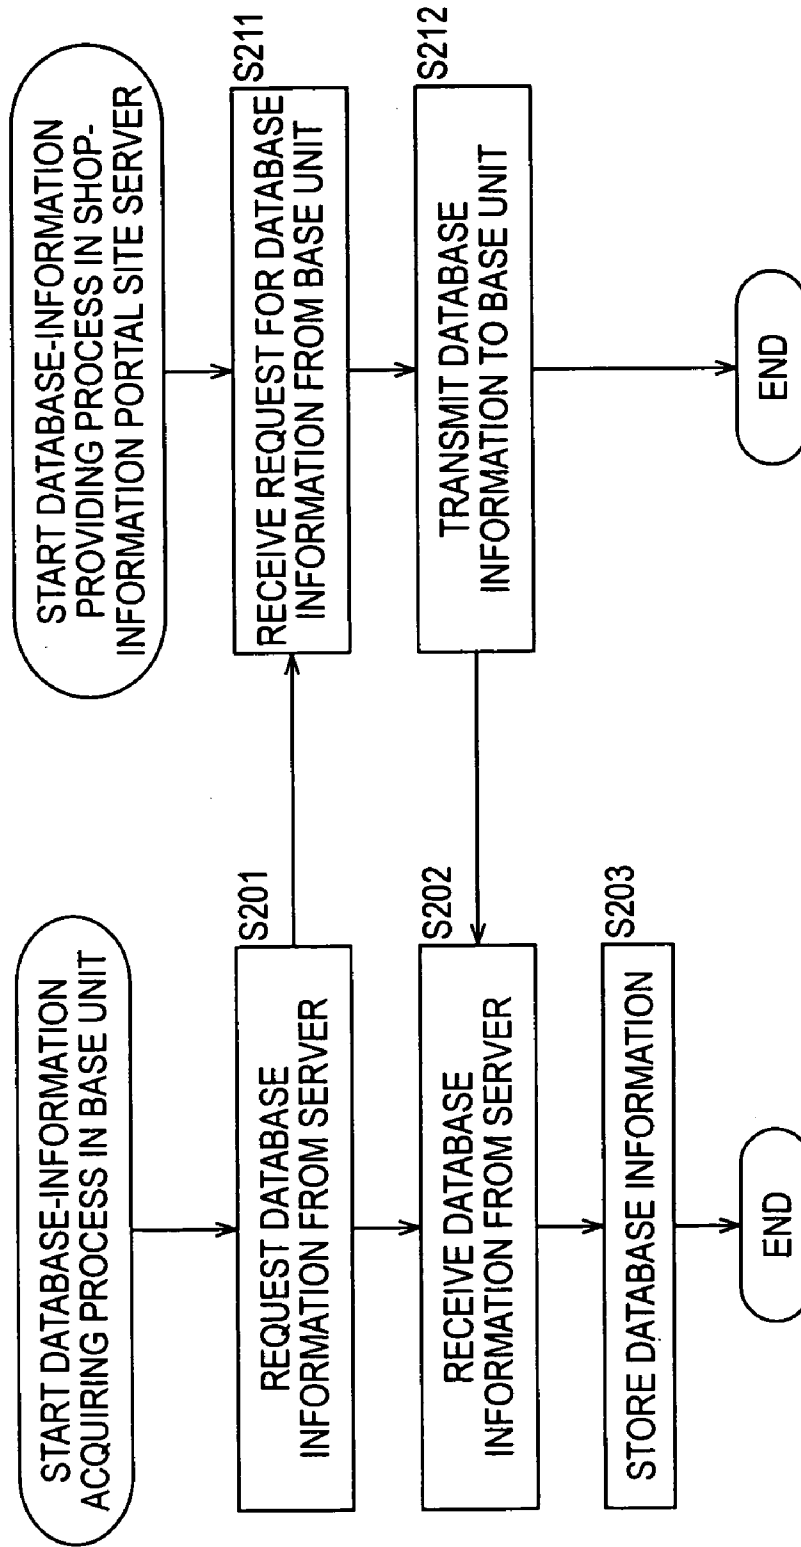 START DATABASE-INFORMATION
ACQUIRING PROCESS IN BASE UNIT
S201
REQUEST DATABASE
INFORMATION FROM SERVER
S202
RECEIVE DATABASE
INFORMATION FROM SERVER
S203
STORE DATABASE INFORMATION
END
START DATABASE-INFORMATION
PROVIDING PROCESS IN SHOP-
INFORMATION PORTAL SITE SERVER
S211
RECEIVE REQUEST FOR DATABASE
INFORMATION FROM BASE UNIT
S212
TRANSMIT DATABASE
INFORMATION TO BASE UNIT
END